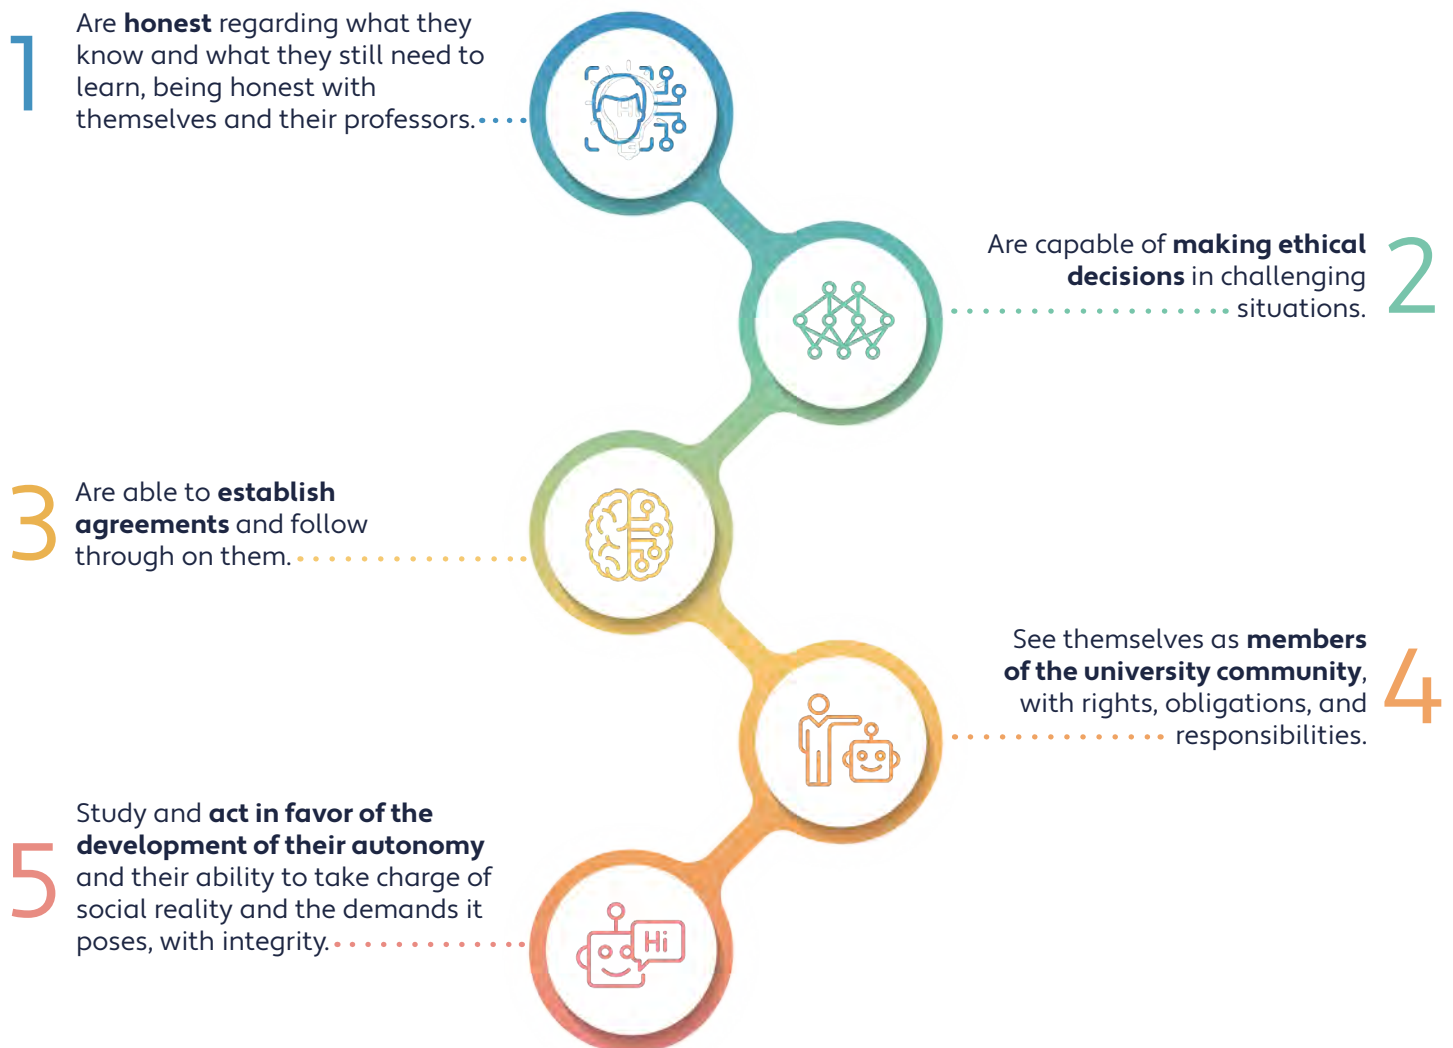 1
Are honest regarding what they
know and what they still need to
learn, being honest with
themselves and their professors.
Are capable of making ethical
decisions in challenging
situations.
2
3
Are able to establish
agreements and follow
through on them.
See themselves as members
of the university community,
with rights, obligations, and
responsibilities.
4
5
Study and act in favor of the
development of their autonomy
and their ability to take charge of
social reality and the demands it
poses, with integrity.
Hi